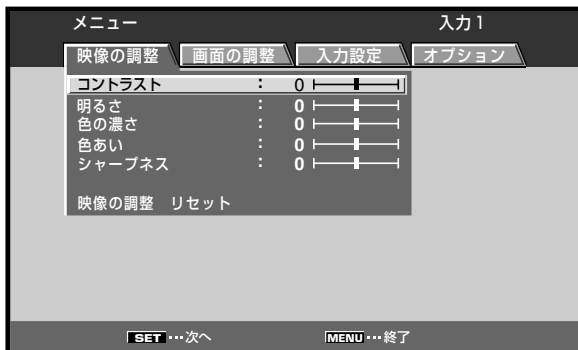 メニュー 入力1
映像の調整 画面の調整 入力設定 オプション
コントラスト : 0
明るさ : 0
色の濃さ : 0
色あい : 0
シャープネス : 0
映像の調整 リセット
SET…次へ MENU…終了